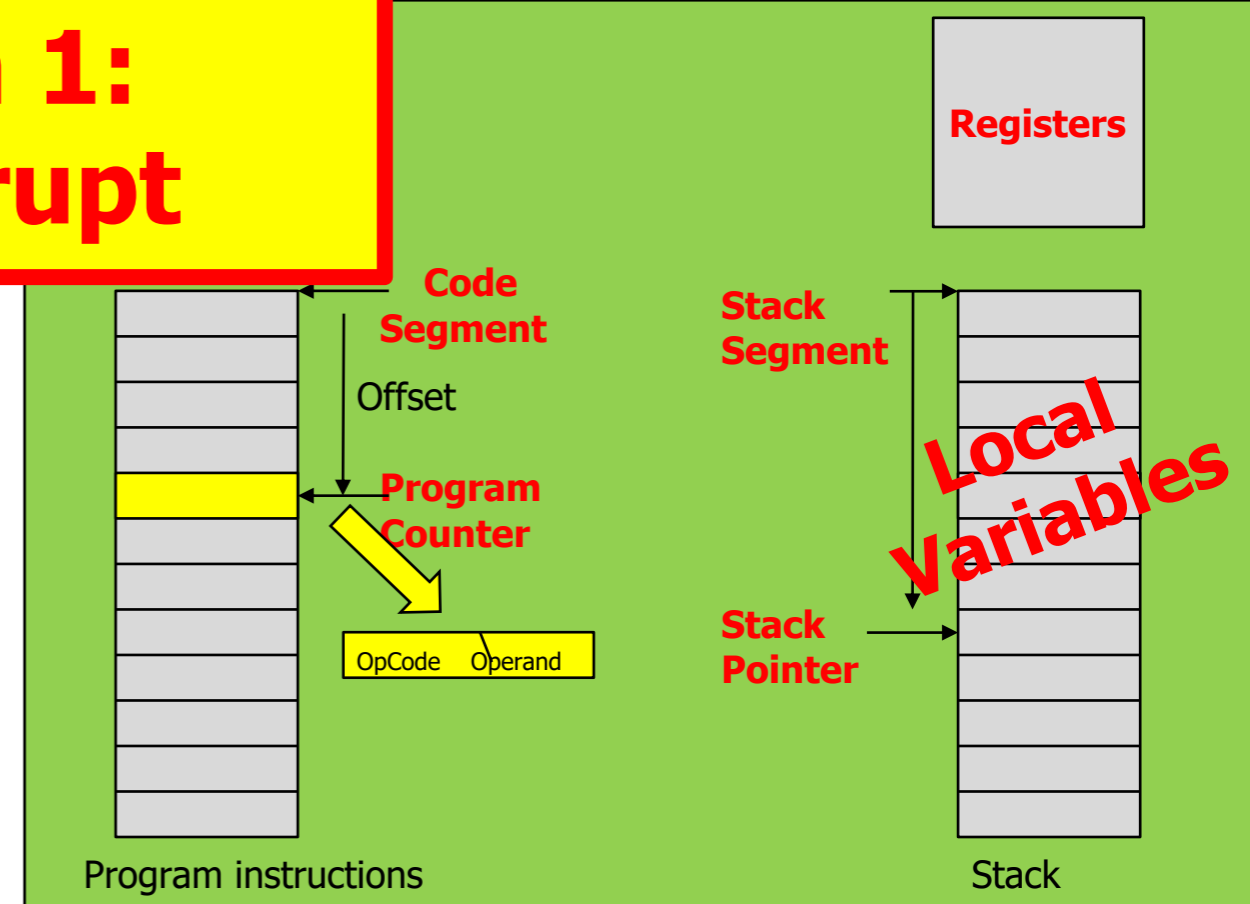 1:
rupt
Registers
Code
Segment
Offset
Program
Counter
OpCode Operand
Program instructions
Stack
Segment
Local
Variables
Stack
Pointer
Stack